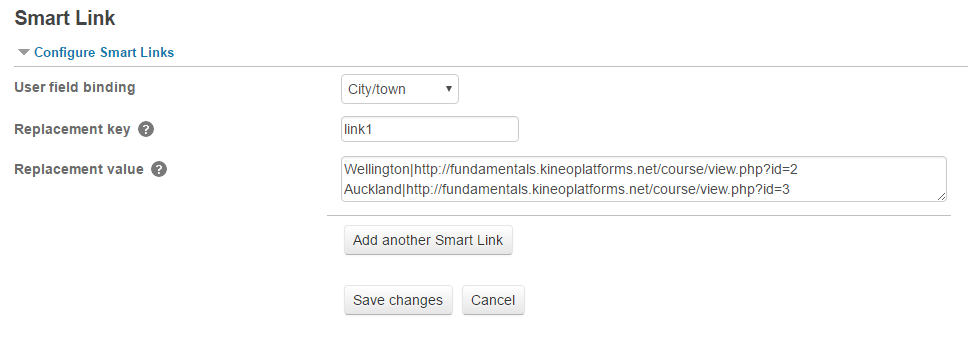 Smart Link
Configure Smart Links
User field binding
City/town
Replacement key ?
link1
Replacement value ?
Wellington|http://fundamentals.kineoplatforms.net/course/view.php?id=2
Auckland|http://fundamentals.kineoplatforms.net/course/view.php?id=3
Add another Smart Link
Save changes
Cancel